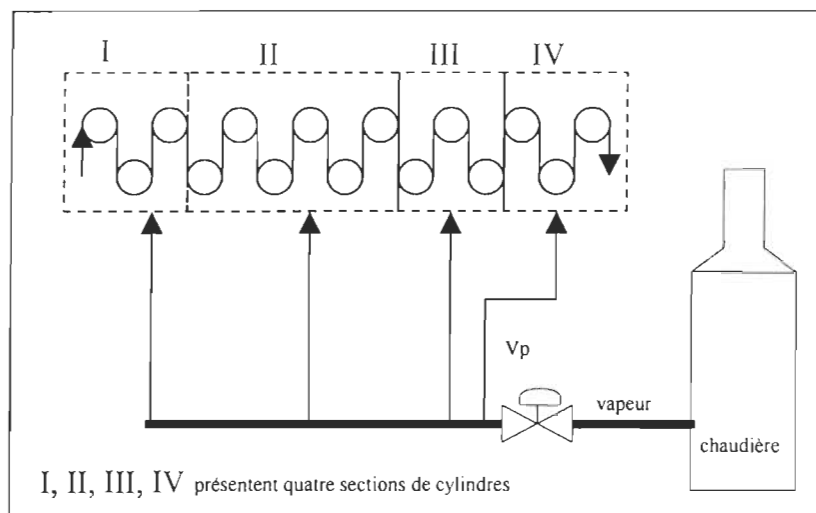 I II III IV
Vp
vapeur
chaudière
I, II, III, IV présentent quatre sections de cylindres